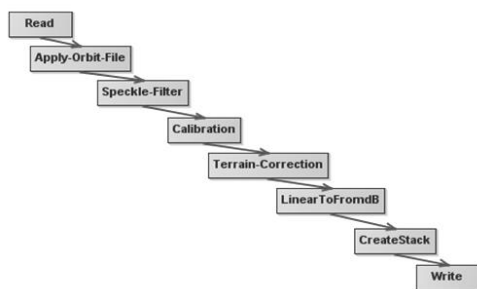 Read
Apply-Orbit-File
Speckle-Filter
Calibration
Terrain-Correction
LinearToFromdB
CreateStack
Write